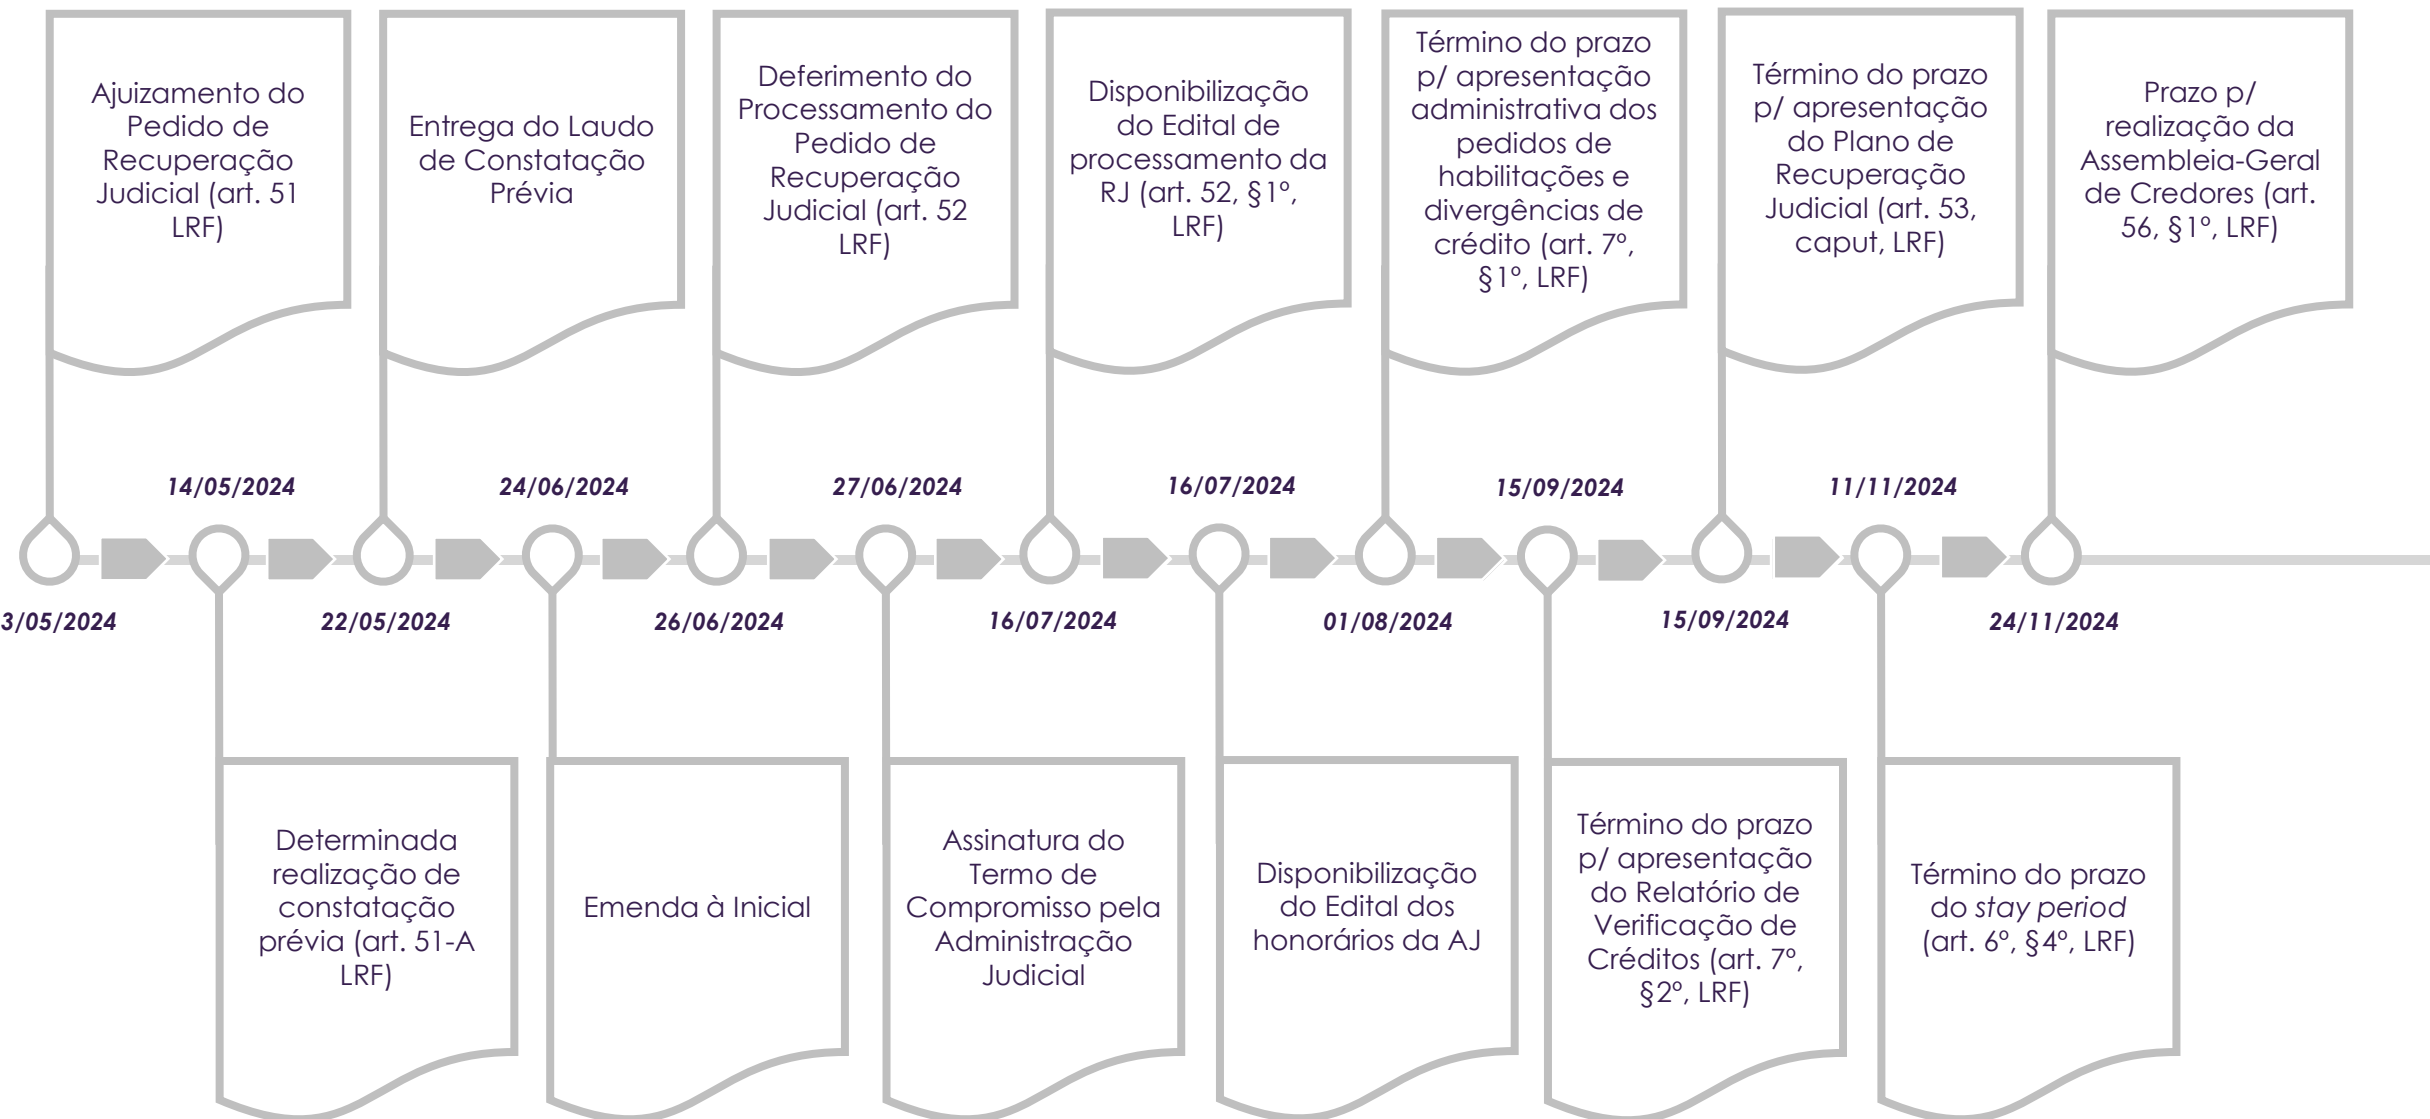 Ajuizamento do
Pedido de
Recuperação
Judicial (art. 51
LRF)
Entrega do Laudo
de Constatação
Prévia
Deferimento do
Processamento do
Pedido de
Recuperação
Judicial (art. 52
LRF)
Disponibilização
do Edital de
processamento da
RJ (art. 52, §1º,
LRF)
Término do prazo
p/ apresentação
administrativa dos
pedidos de
habilitações e
divergências de
crédito (art. 7º,
§1º, LRF)
Término do prazo
p/ apresentação
do Plano de
Recuperação
Judicial (art. 53,
caput, LRF)
Prazo p/
realização da
Assembleia-Geral
de Credores (art.
56, §1º, LRF)
14/05/2024
24/06/2024
27/06/2024
16/07/2024
15/09/2024
11/11/2024
3/05/2024
22/05/2024
26/06/2024
16/07/2024
01/08/2024
15/09/2024
24/11/2024
Determinada
realização de
constatação
prévia (art. 51-A
LRF)
Emenda à Inicial
Assinatura do
Termo de
Compromisso pela
Administração
Judicial
Disponibilização
do Edital dos
honorários da AJ
Término do prazo
p/ apresentação
do Relatório de
Verificação de
Créditos (art. 7º,
§2º, LRF)
Término do prazo
do stay period
(art. 6º, §4º, LRF)